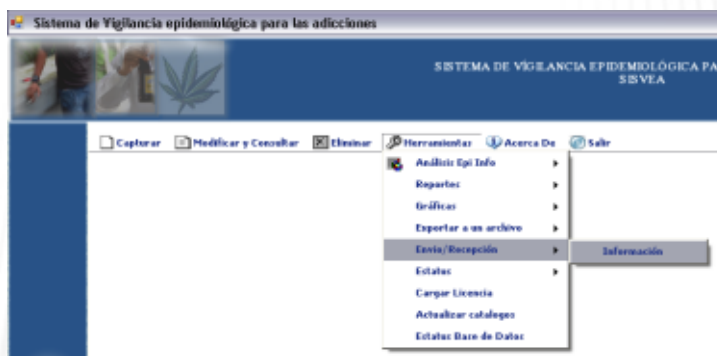 Sistema de Vigilancia epidemiológica para las adicciones
SISTEMA DE VÍGILANCIA EPIDEMIOLÓGICA PA
SISVEA
Capturar Modificar y Consultar Eliminar Herramientas Acerca De Salir
Análisis Epi Info
Reportes
Gráficas
Exportar a un archivo
Envio/Recepción Información
Estatus
Cargar Licencia
Actualizar catalogos
Estatus Base de Datos